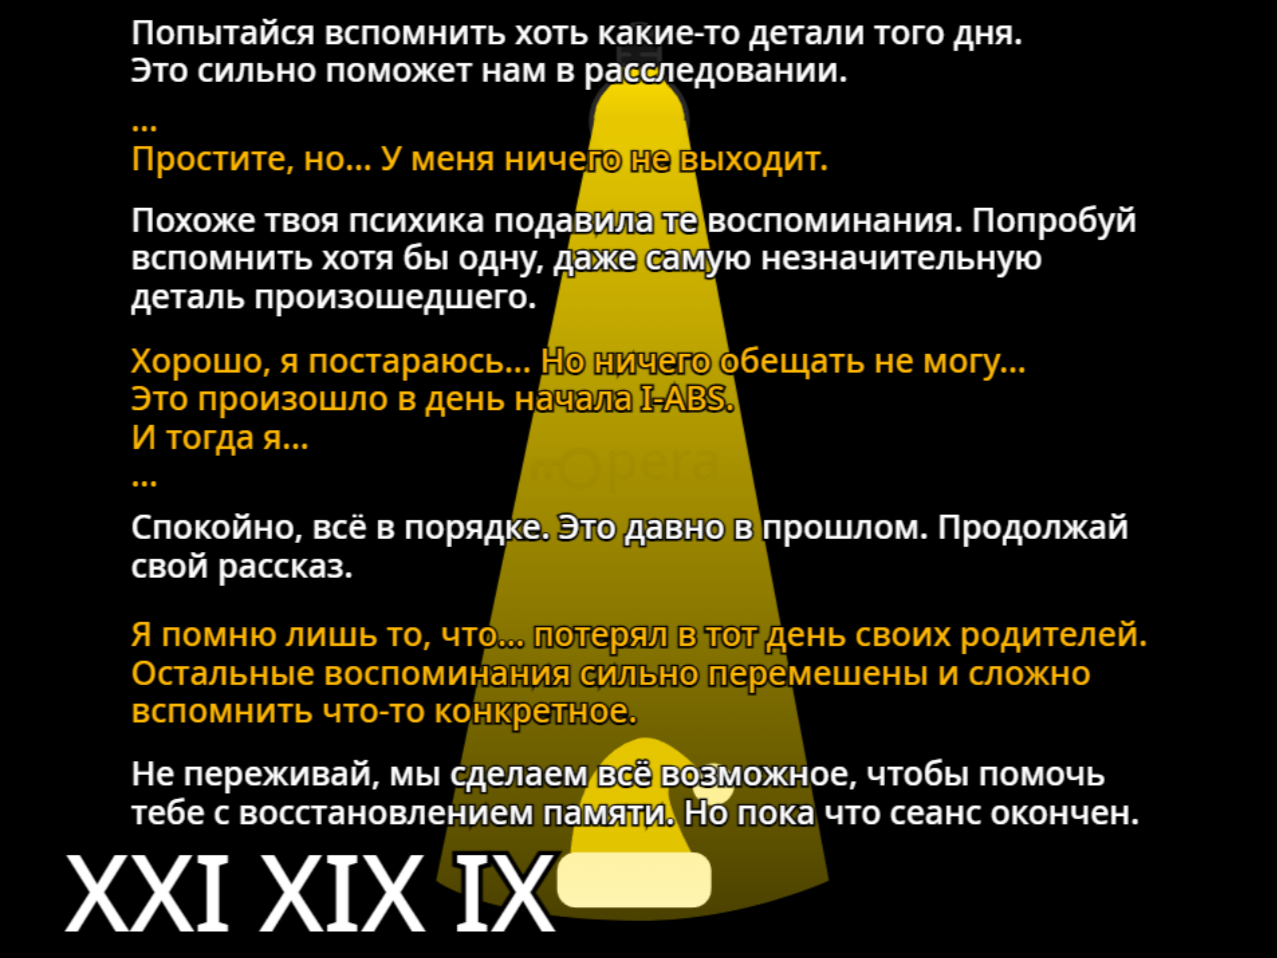 Попытайся вспомнить хоть какие-то детали того дня.
Это сильно поможет нам в расследовании.
...
Простите, но... У меня ничего не выходит.
Похоже твоя психика подавила те воспоминания. Попробуй
вспомнить хотя бы одну, даже самую незначительную
деталь произошедшего.
Хорошо, я постараюсь... Но ничего обещать не могу...
Это произошло в день начала I-ABS.
И тогда я...
...
Спокойно, всё в порядке. Это давно в прошлом. Продолжай
свой рассказ.
Я помню лишь то, что... потерял в тот день своих родителей.
Остальные воспоминания сильно перемешены и сложно
вспомнить что-то конкретное.
Не переживай, мы сделаем всё возможное, чтобы помочь
тебе с восстановлением памяти. Но пока что сеанс окончен.
XXI XIX IX